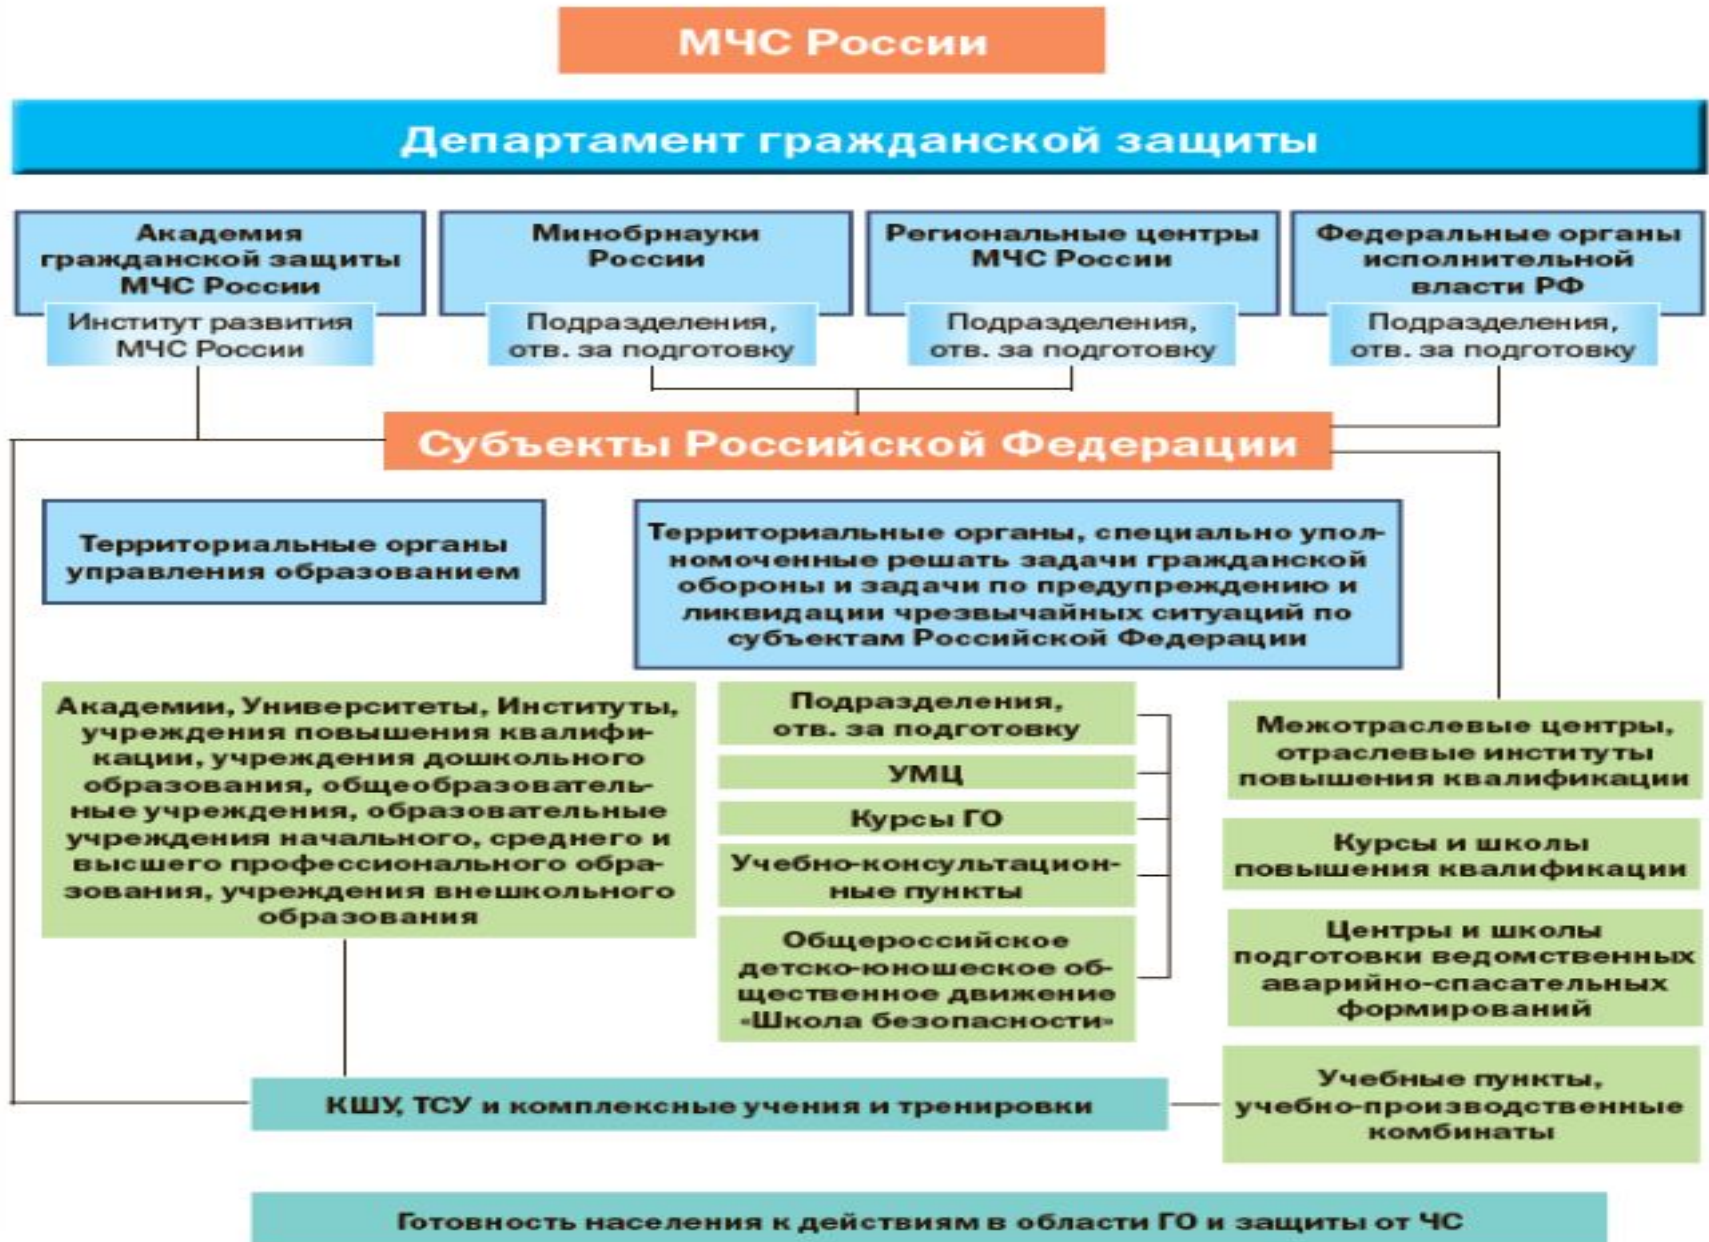 МЧС России
Департамент гражданской защиты
Академия
гражданской защиты
МЧС России
Институт развития
МЧС России
Минобрнауки
России
Подразделения,
отв. за подготовку
Региональные центры
МЧС России
Подразделения,
отв. за подготовку
Федеральные органы
исполнительной
власти РФ
Подразделения,
отв. за подготовку
Субъекты Российской Федерации
Территориальные органы
управления образованием
Территориальные органы, специально упол-
номоченные решать задачи гражданской
обороны и задачи по предупреждению и
ликвидации чрезвычайных ситуаций по
субъектам Российской Федерации
Академии, Университеты, Институты,
учреждения повышения квалифи-
кации, учреждения дошкольного
образования, общеобразователь-
ные учреждения, образовательные
учреждения начального, среднего и
высшего профессионального обра-
зования, учреждения внешкольного
образования
Подразделения,
отв. за подготовку
УМЦ
Курсы ГО
Учебно-консультацион-
ные пункты
Общероссийское
детско-юношеское об-
щественное движение
«Школа безопасности»
Межотраслевые центры,
отраслевые институты
повышения квалификации
Курсы и школы
повышения квалификации
Центры и школы
подготовки ведомственных
аварийно-спасательных
формирований
Учебные пункты,
учебно-производственные
комбинаты
КШУ, ТСУ и комплексные учения и тренировки
Готовность населения к действиям в области ГО и защиты от ЧС